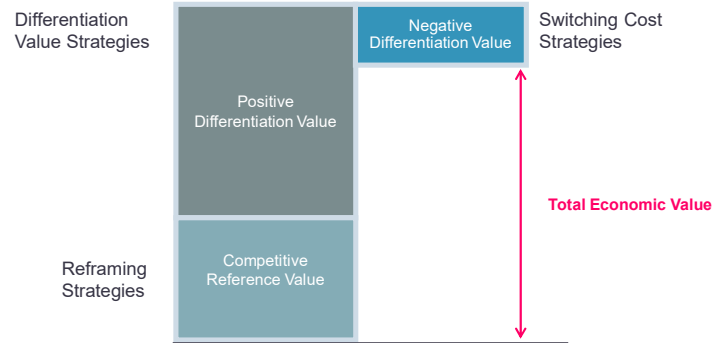 Differentiation
Value Strategies
Negative
Differentiation Value
Switching Cost
Strategies
Positive
Differentiation Value
Total Economic Value
Competitive
Reference Value
Reframing
Strategies